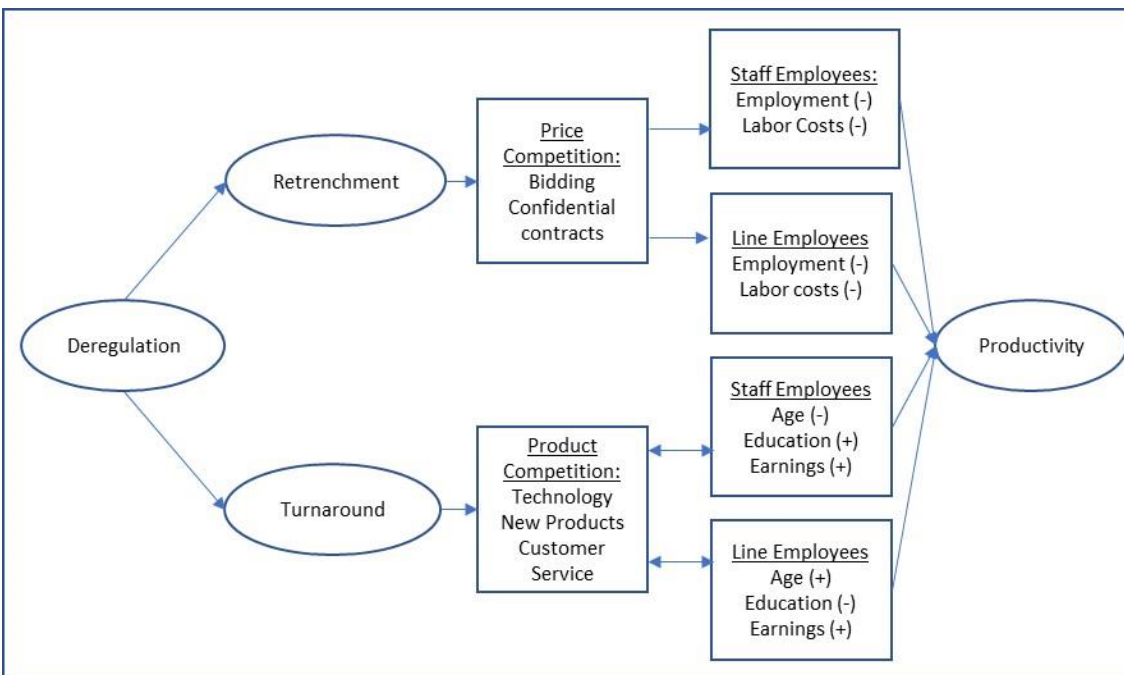 Deregulation
Retrenchment
Price
Competition:
Bidding
Confidential
contracts
Staff Employees:
Employment (-)
Labor Costs (-)
Line Employees
Employment (-)
Labor costs (-)
Turnaround
Product
Competition:
Technology
New Products
Customer
Service
Staff Employees
Age (-)
Education (+)
Earnings (+)
Line Employees
Age (+)
Education (-)
Earnings (+)
Productivity